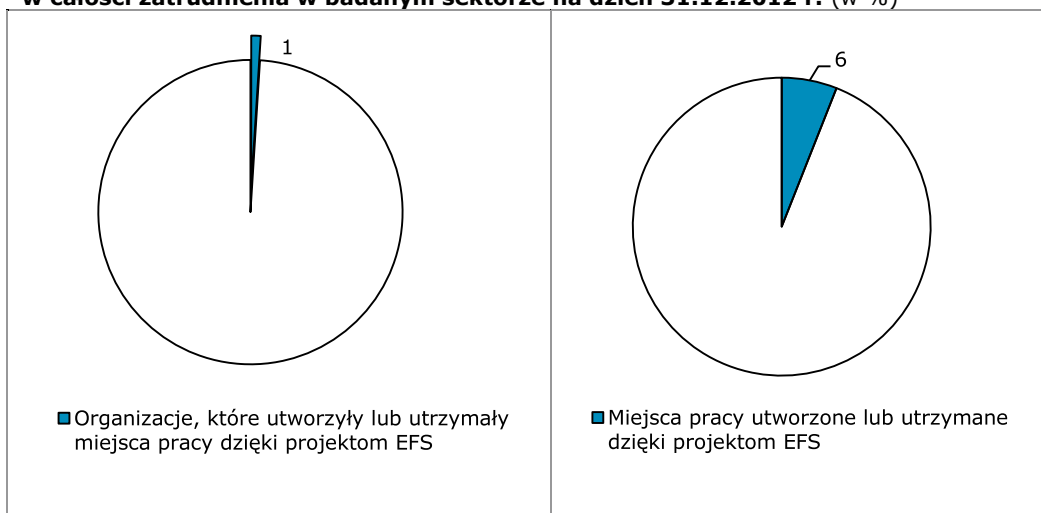 w całości zatrudnienia w badanym sektorze na dzień 31.12.2012 r. (w %)
1
Organizacje, które utworzyły lub utrzymały
miejsca pracy dzięki projektom EFS
6
Miejsca pracy utworzone lub utrzymane
dzięki projektom EFS